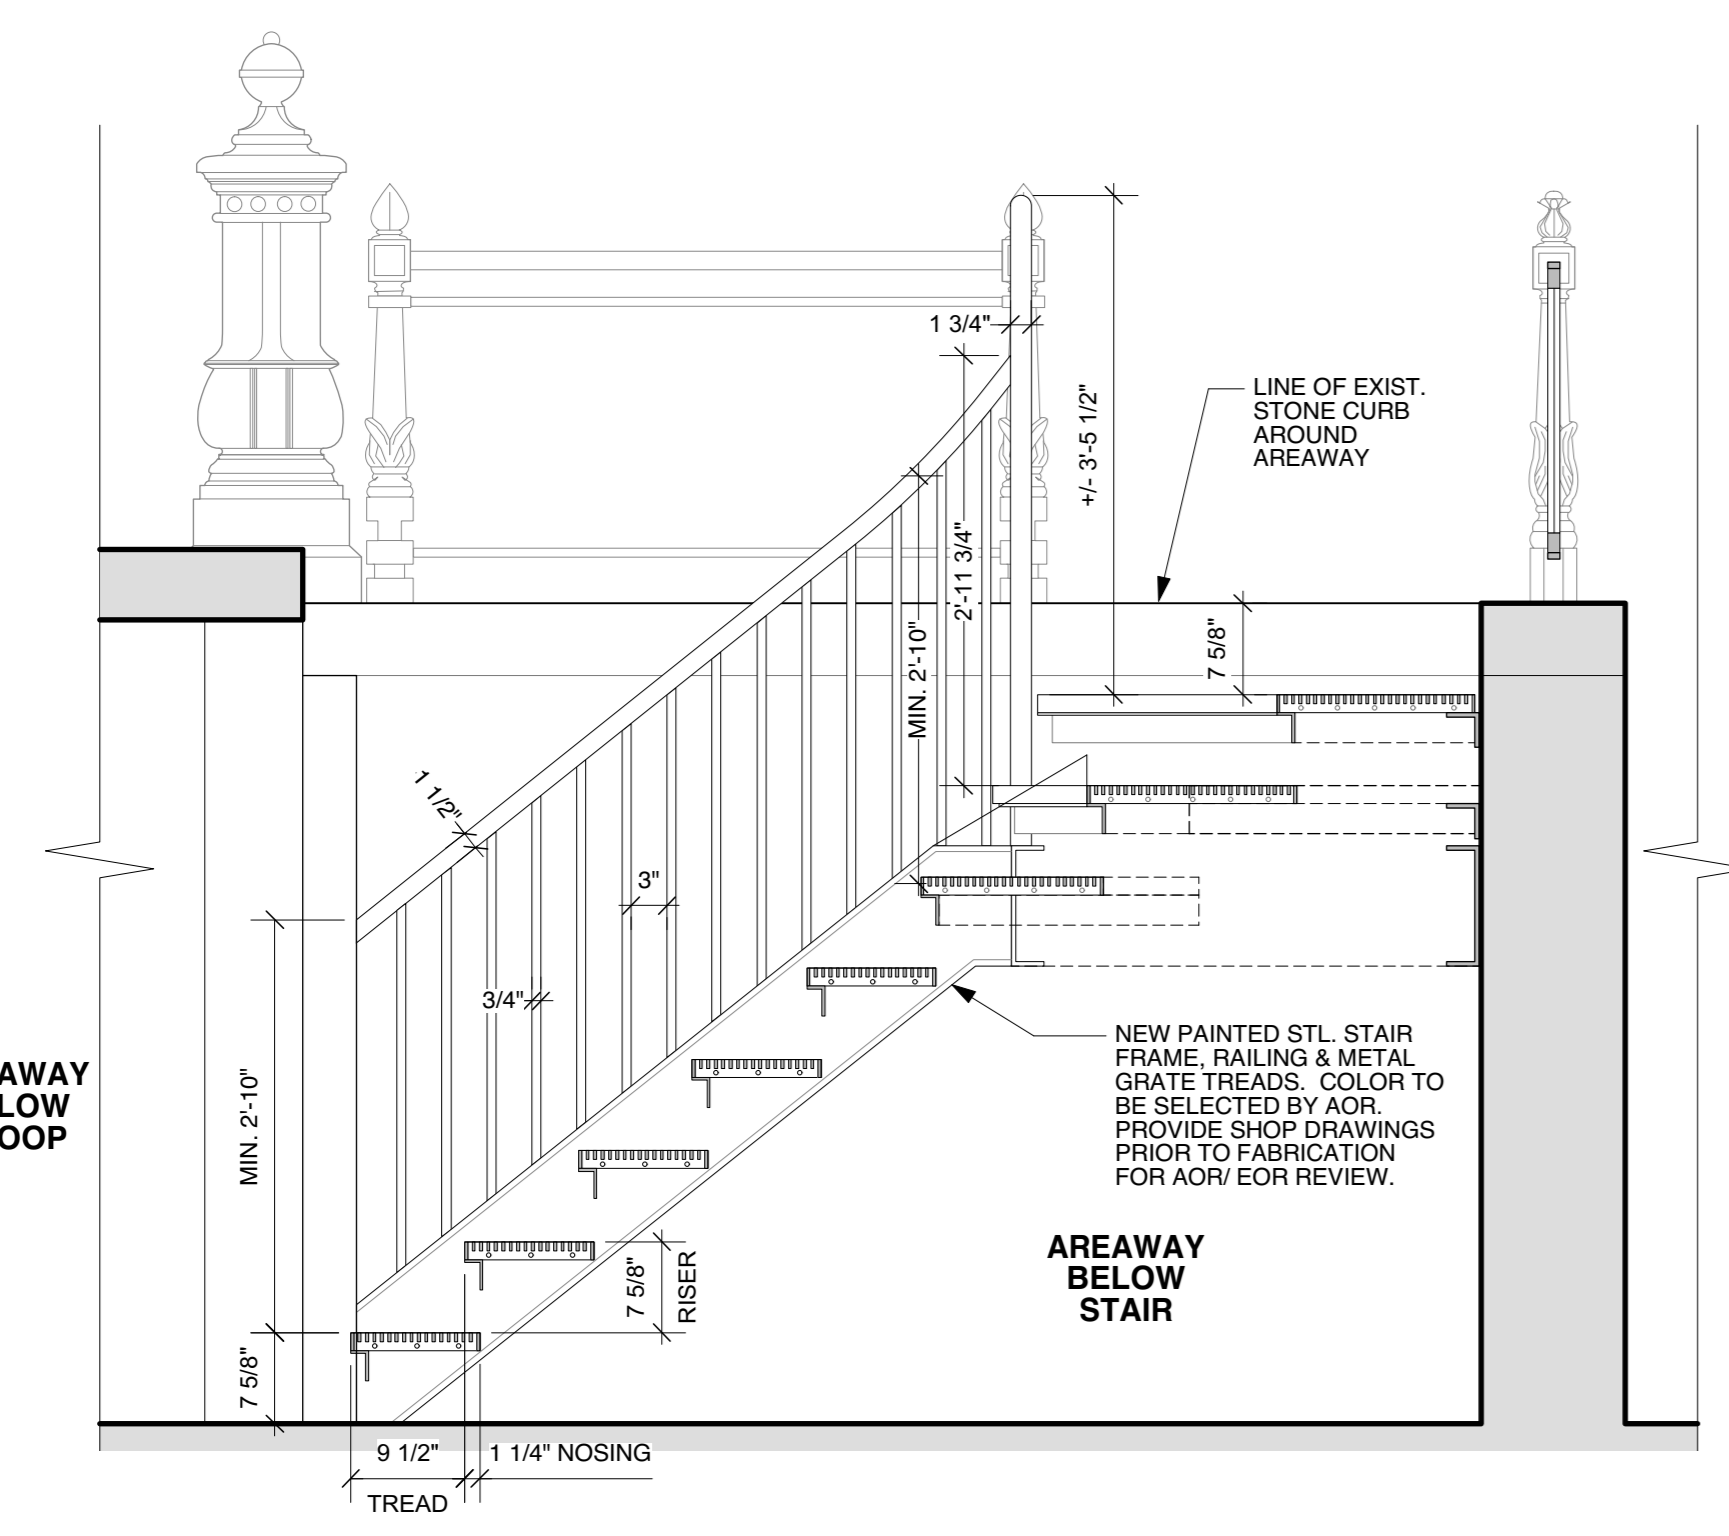 1 3/4"
+/- 3'-5 1/2"
LINE OF EXIST.
STONE CURB
AROUND
AREAWAY
2'-11 3/4"
MIN. 2'-10"
7 5/8"
1 1/2"
3"
3/4"
AWAY
LOW
OOP
MIN. 2'-10"
NEW PAINTED STL. STAIR
FRAME, RAILING & METAL
GRATE TREADS. COLOR TO
BE SELECTED BY AOR.
PROVIDE SHOP DRAWINGS
PRIOR TO FABRICATION
FOR AOR/ EOR REVIEW.
AREAWAY
BELOW
STAIR
7 5/8"
RISER
7 5/8"
9 1/2"
TREAD
1 1/4" NOSING